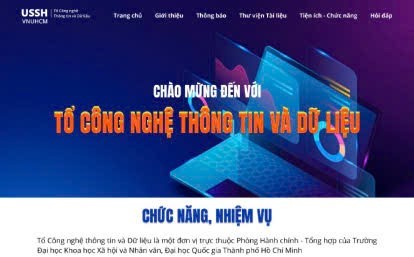 USSH
VNUHCM
Tổ Công nghệ
Thông tin và Dữ liệu
Trang chủ
Giới thiệu
Thông báo
Thư viện Tài liệu
Tiện ích - Chức năng
Hỏi đáp
CHÀO MỪNG ĐẾN VỚI
TỔ CÔNG NGHỆ THÔNG TIN VÀ DỮ LIỆU
CHỨC NĂNG, NHIỆM VỤ
Tổ Công nghệ thông tin và Dữ liệu là một đơn vị trực thuộc Phòng Hành chính - Tổng hợp của Trường
Đại học Khoa học Xã hội và Nhân văn, Đại học Quốc gia Thành phố Hồ Chí Minh